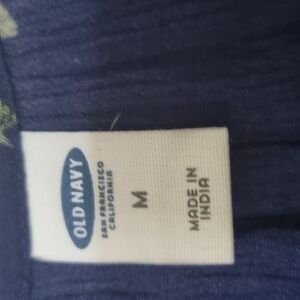 OLD NAVY
SAN FRANCISCO
CALIFORNIA
M
MADE IN
INDIA